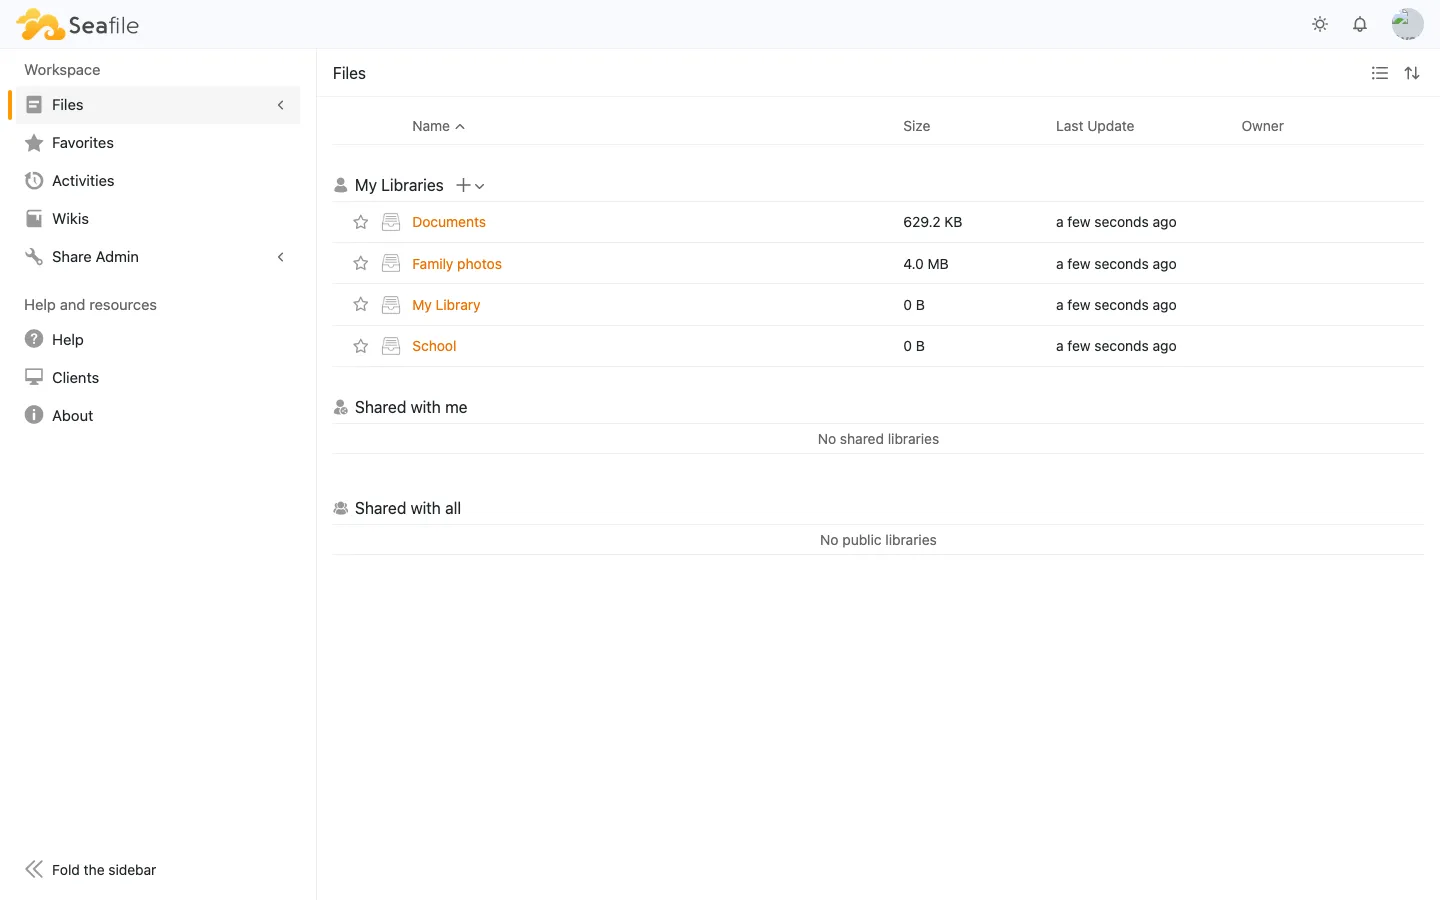 Seafile
Workspace
Files
Favorites
Activities
Wikis
Share Admin
Help and resources
Help
Clients
About
Fold the sidebar
Files
Name Size Last Update Owner
My Libraries
Documents 629.2 KB a few seconds ago
Family photos 4.0 MB a few seconds ago
My Library 0 B a few seconds ago
School 0 B a few seconds ago
Shared with me
No shared libraries
Shared with all
No public libraries